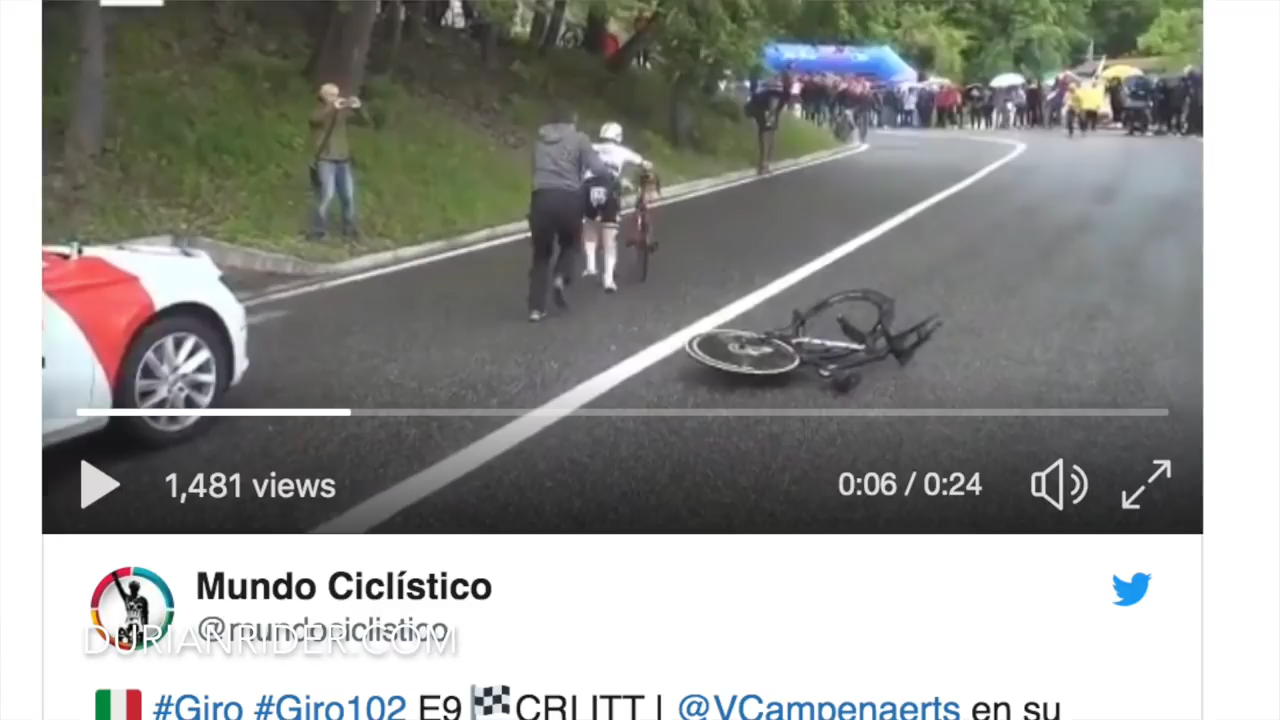 1,481 views
0:06 / 0:24
Mundo Ciclístico
@mundociclistico
DURIANRIDER.COM
#Giro #Giro102 E9 CRI ITT | @VCampenaerts en su